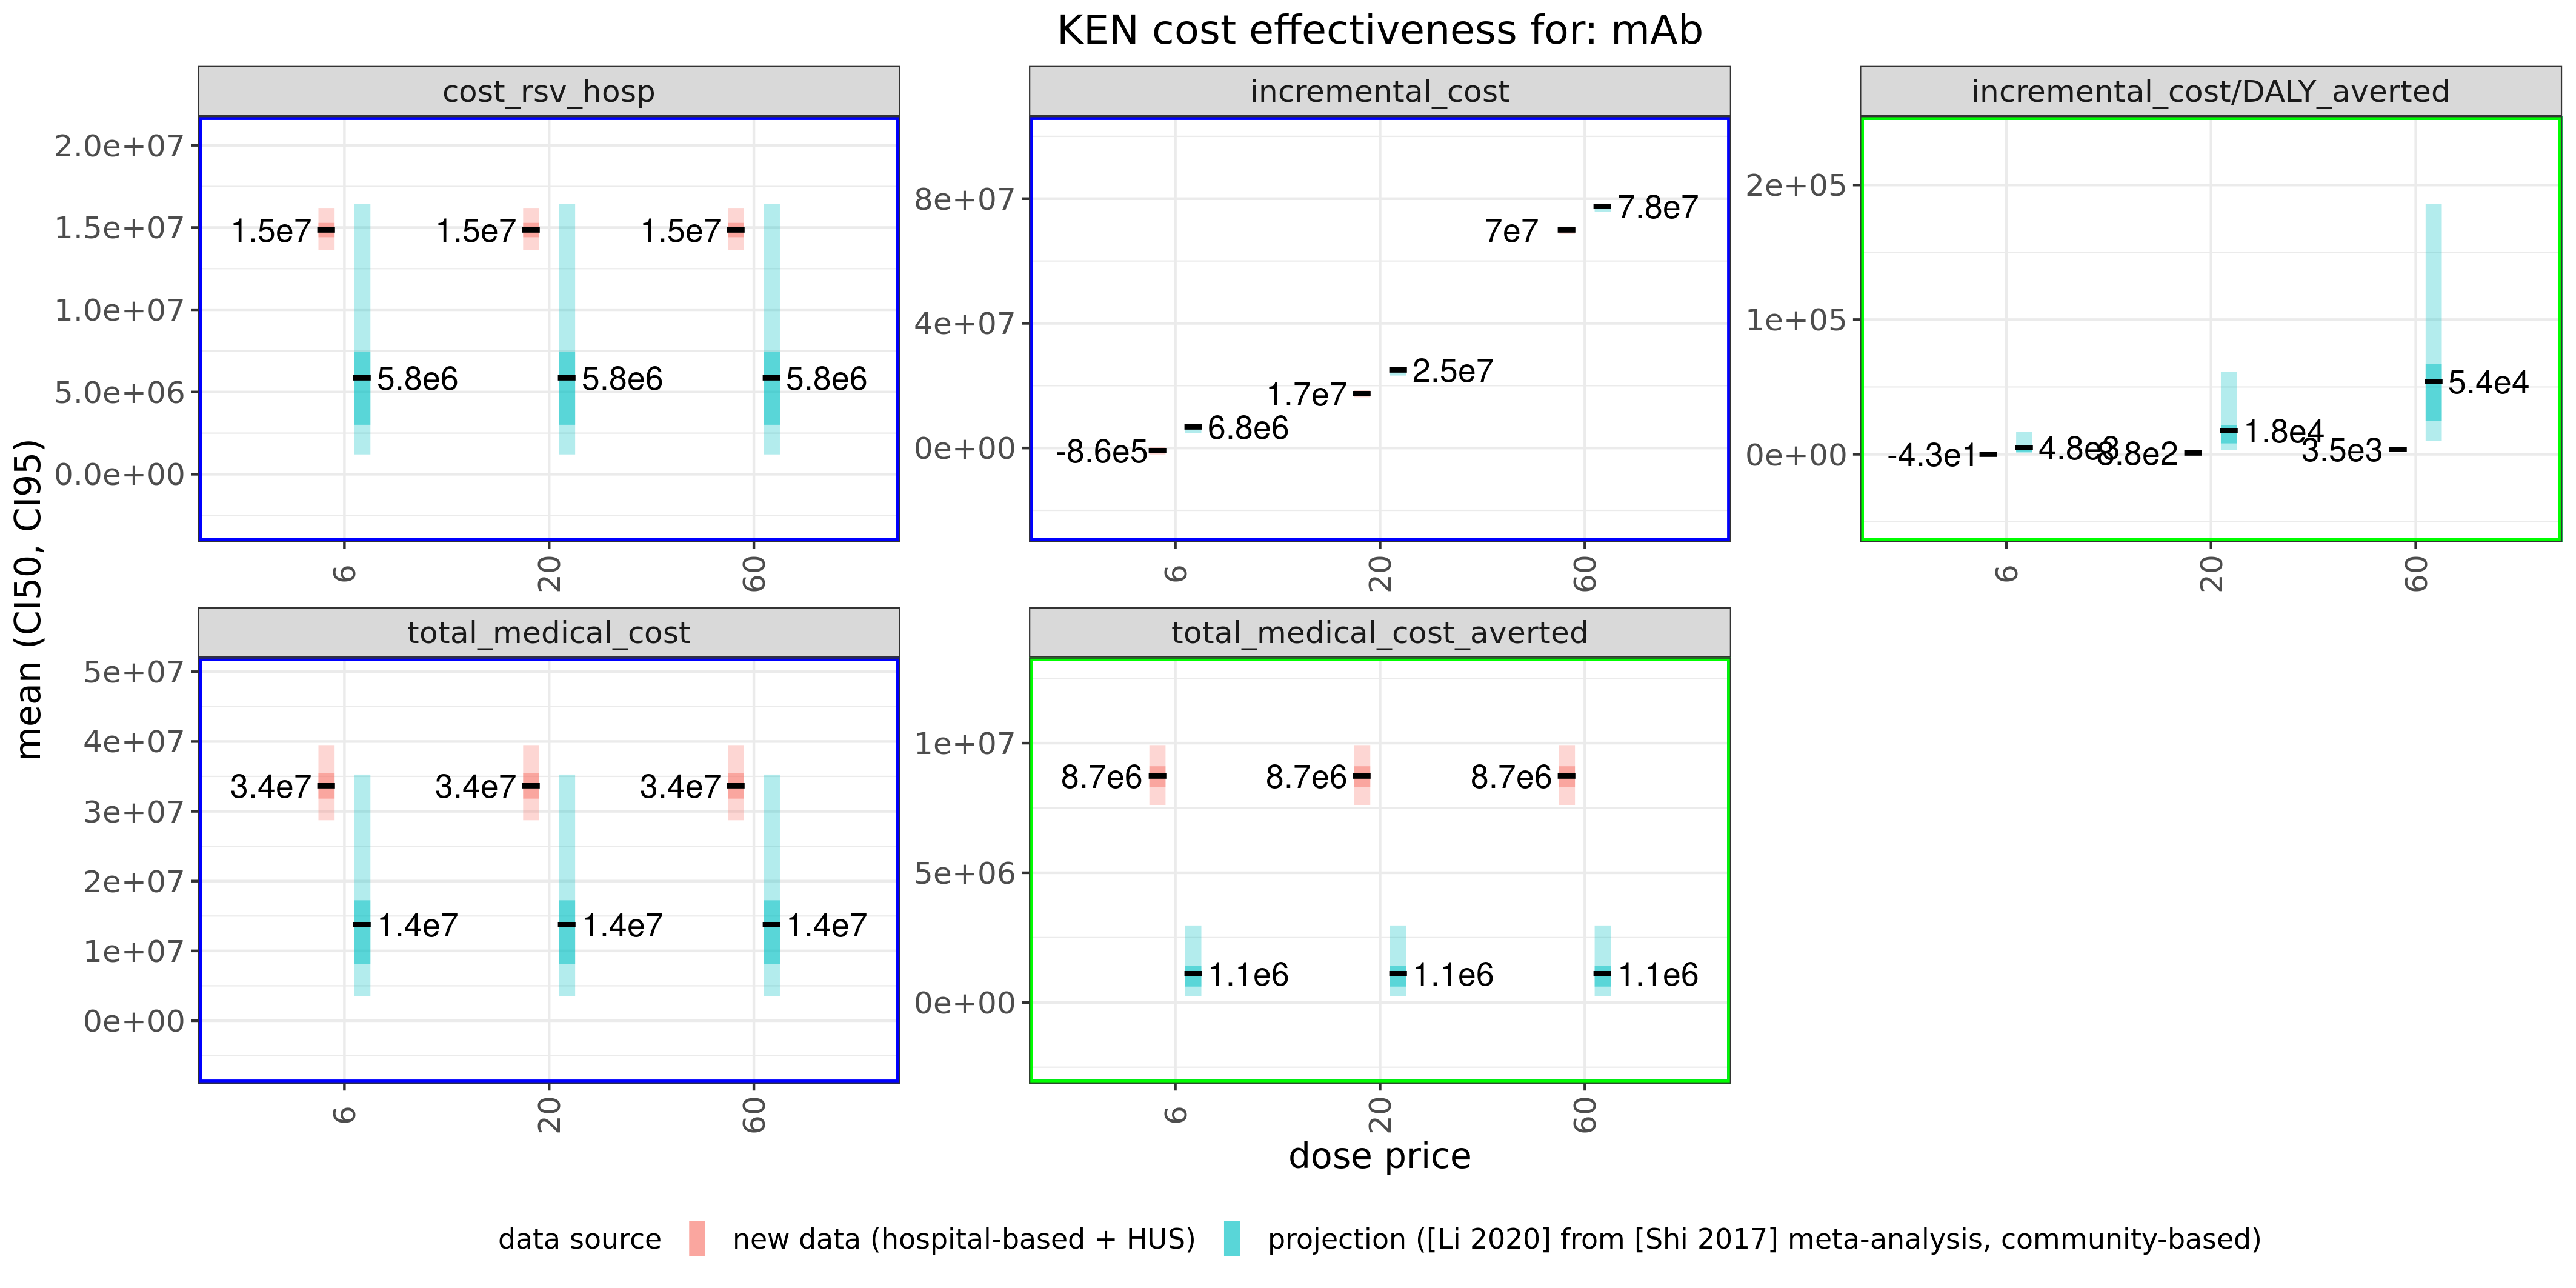 KEN cost effectiveness for: mAb
mean (CI50, CI95)
cost_rsv_hosp
2.0e+07
1.5e+07
1.0e+07
5.0e+06
0.0e+00
1.5e7 1.5e7 1.5e7
5.8e6 5.8e6 5.8e6
6 20 60
incremental_cost
8e+07
4e+07
0e+00
7e7 7.8e7
1.7e7 2.5e7
-8.6e5 6.8e6
6 20 60
incremental_cost/DALY_averted
2e+05
1e+05
0e+00
5.4e4
1.8e4
-4.3e1 4.8e3 8.8e2 3.5e3
6 20 60
total_medical_cost
5e+07
4e+07
3e+07
2e+07
1e+07
0e+00
3.4e7 3.4e7 3.4e7
1.4e7 1.4e7 1.4e7
6 20 60
total_medical_cost_averted
1e+07
5e+06
0e+00
8.7e6 8.7e6 8.7e6
1.1e6 1.1e6 1.1e6
6 20 60
dose price
data source new data (hospital-based + HUS) projection ([Li 2020] from [Shi 2017] meta-analysis, community-based)